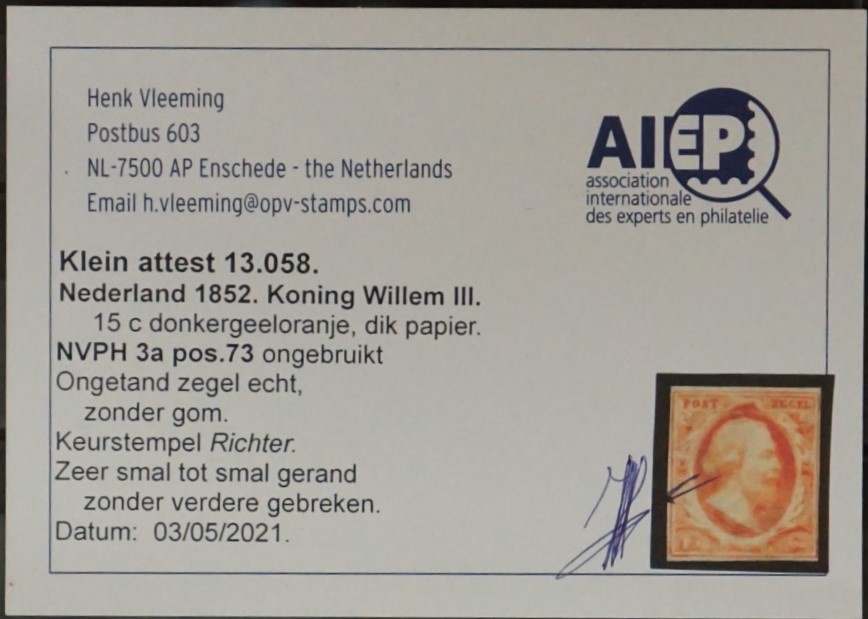 Henk Vleeming
Postbus 603
NL-7500 AP Enschede - the Netherlands
Email h.vleeming@opv-stamps.com
AIEP
association
internationale
des experts en philatelie
Klein attest 13.058.
Nederland 1852. Koning Willem III.
15 c donkergeeloranje, dik papier.
NVPH 3a pos.73 ongebruikt
Ongetand zegel echt,
zonder gom.
Keurstempel Richter.
Zeer smal tot smal gerand
zonder verdere gebreken.
Datum: 03/05/2021.
POST ZEGEL